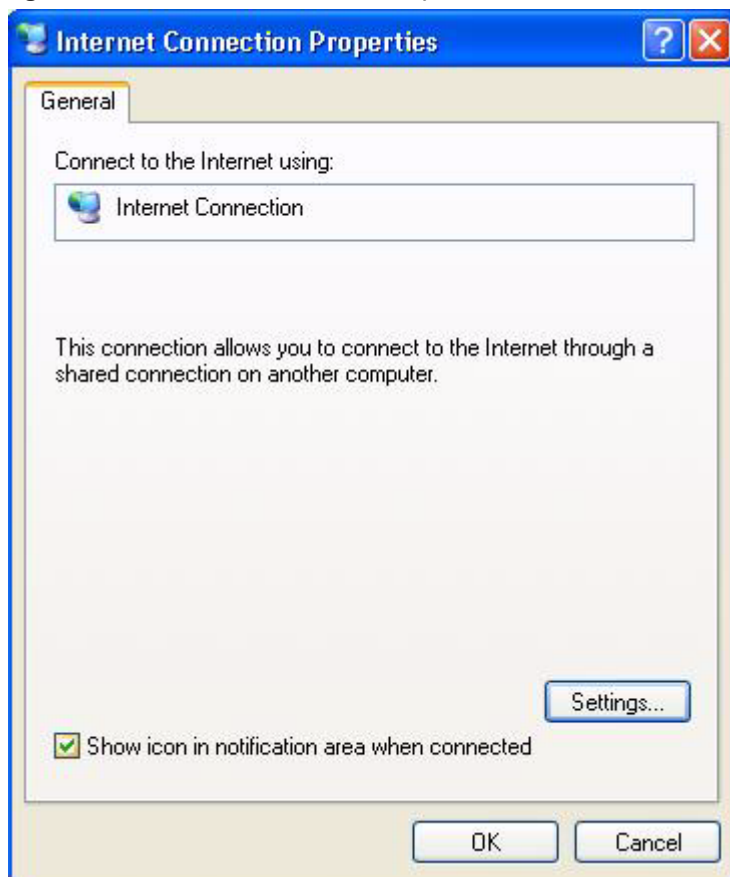 Internet Connection Properties
General
Connect to the Internet using:
Internet Connection
This connection allows you to connect to the Internet through a
shared connection on another computer.
Settings...
Show icon in notification area when connected
OK
Cancel